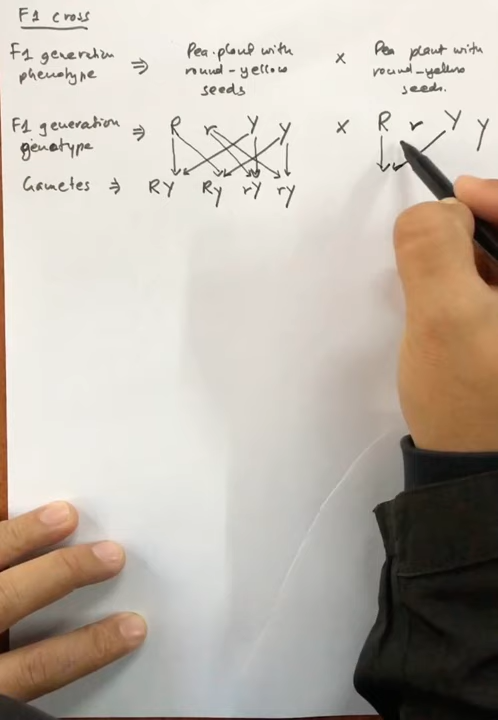 F1 cross
F1 generation phenotype ⇒ Pea plant with round-yellow seeds × Pea plant with round-yellow seeds.
F1 generation genotype ⇒ R r Y y × R r Y y
Gametes ⇒ RY Ry rY ry